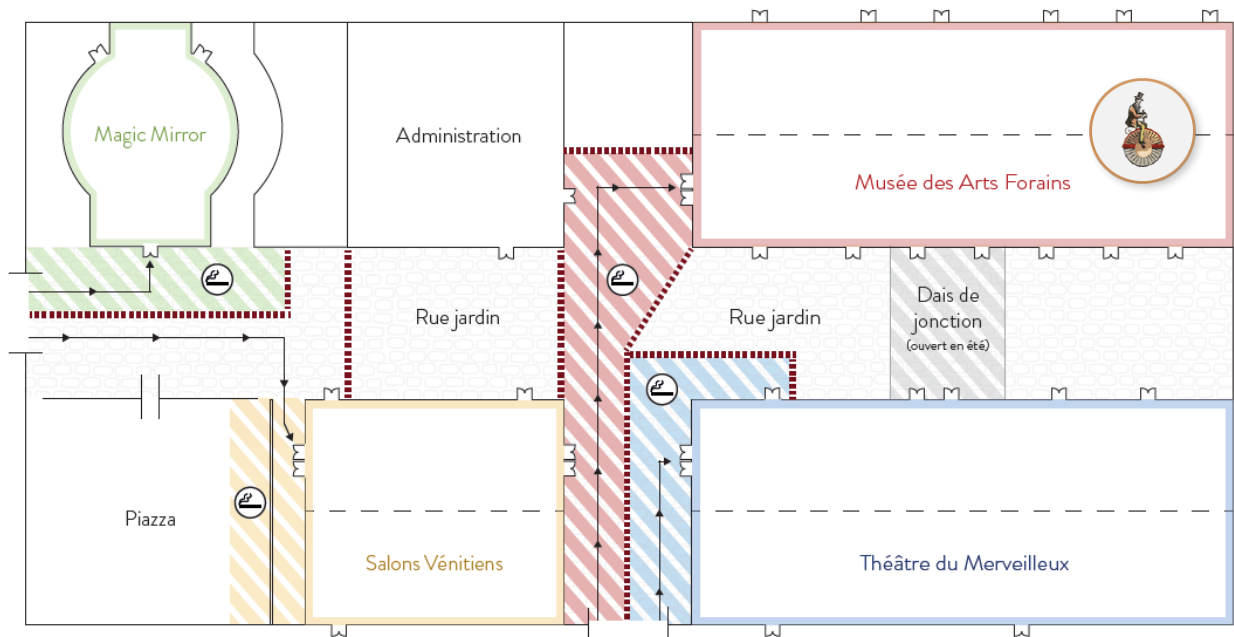 Magic Mirror
Administration
Musée des Arts Forains
Rue jardin
Rue jardin
Dais de
jonction
(ouvert en été)
Piazza
Salons Vénitiens
Théâtre du Merveilleux